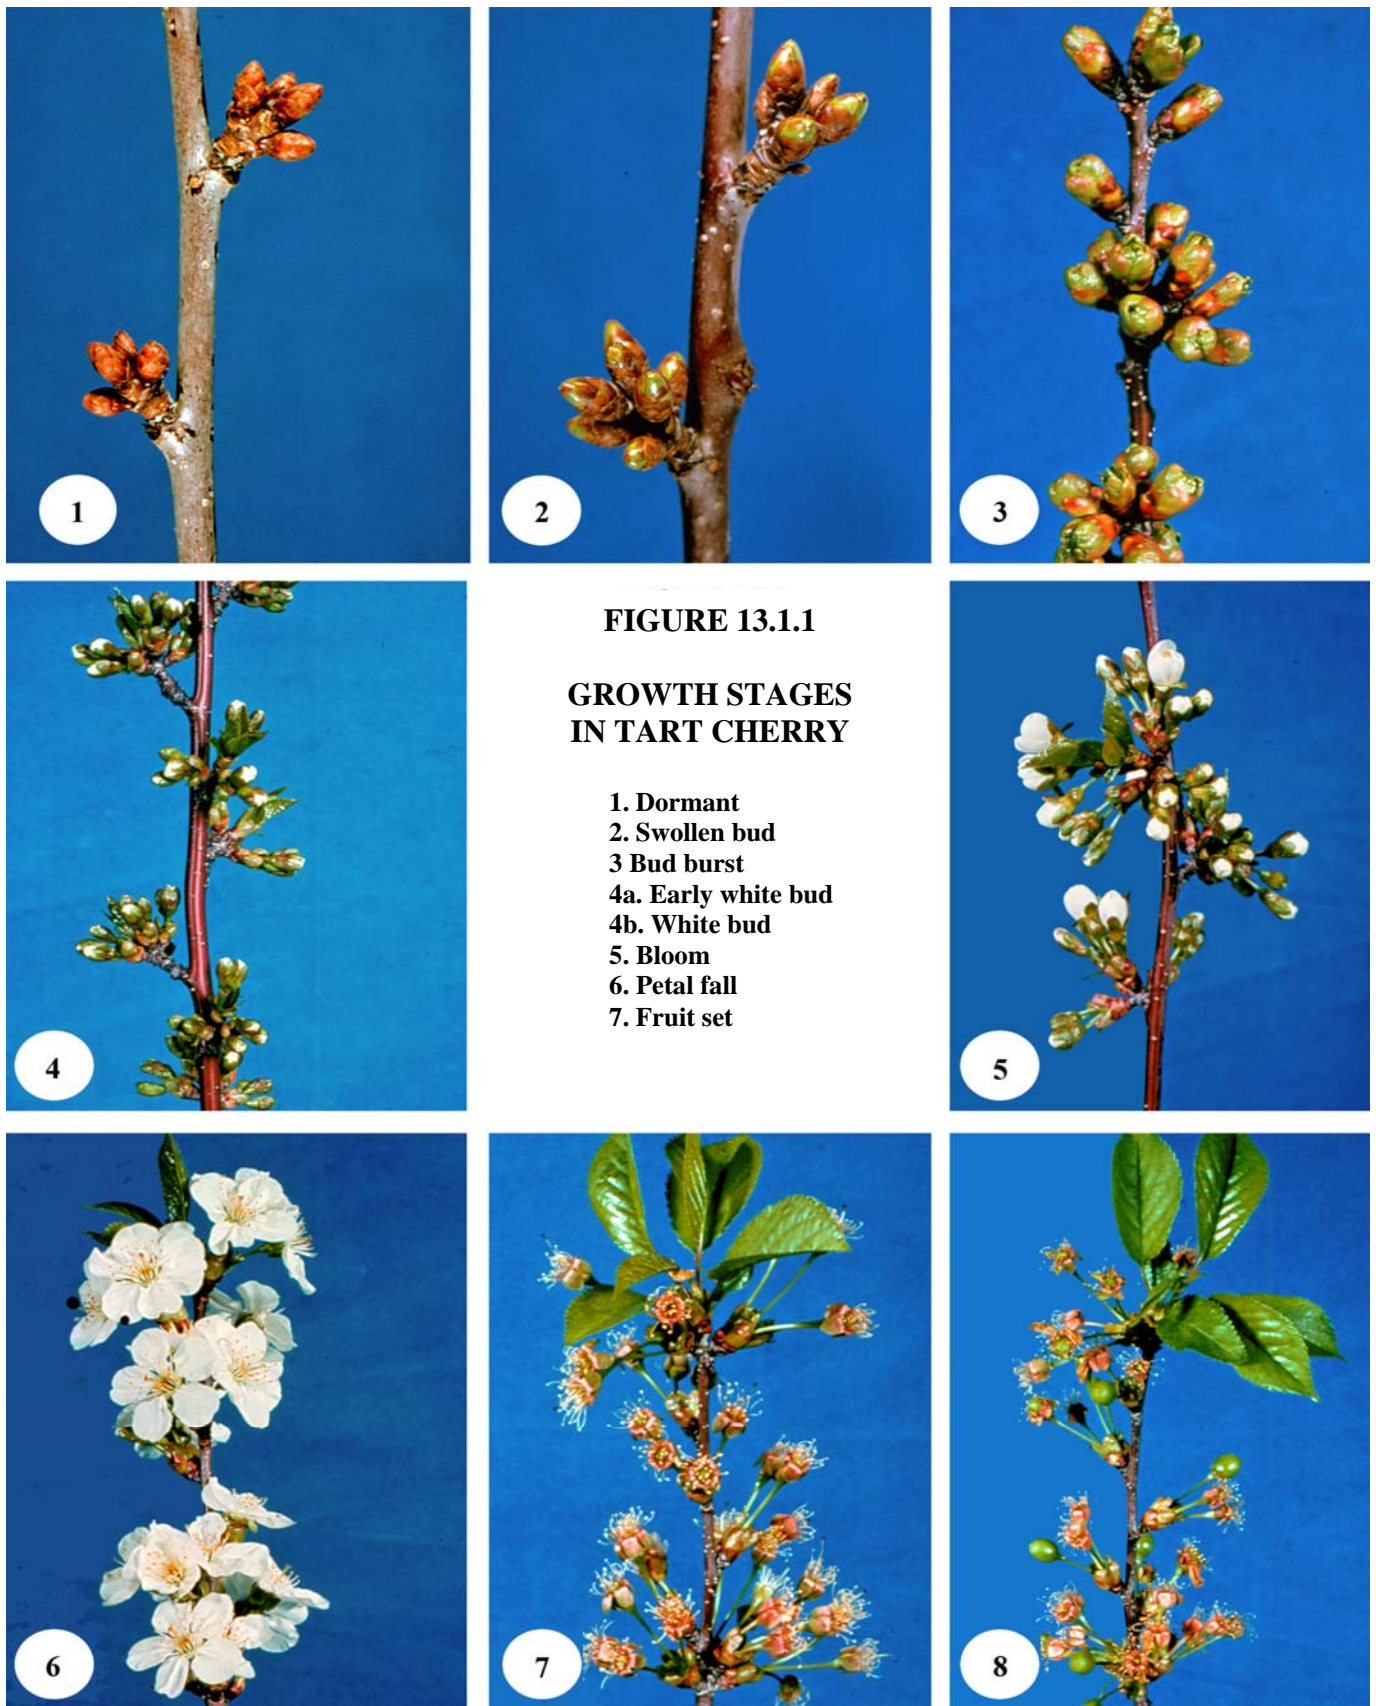 1
2
3
FIGURE 13.1.1
GROWTH STAGES
IN TART CHERRY
1. Dormant
2. Swollen bud
3 Bud burst
4a. Early white bud
4b. White bud
5. Bloom
6. Petal fall
7. Fruit set
4
5
6
7
8